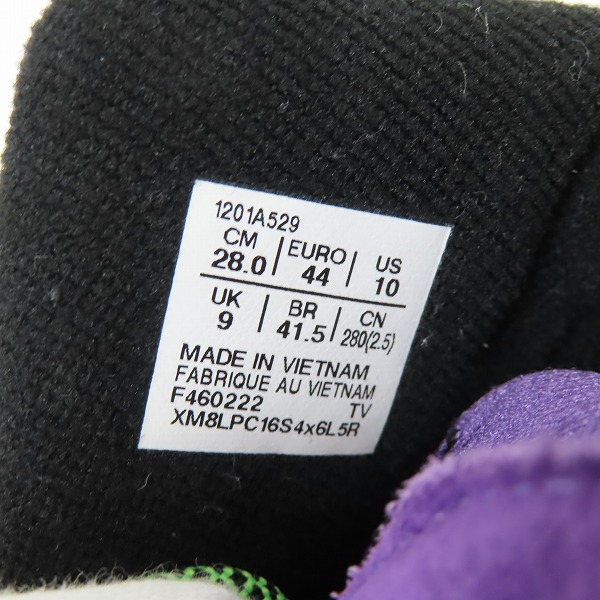 1201A529
CM EURO US
28.0 44 10
UK BR CN
9 41.5 280(2.5)
MADE IN VIETNAM
FABRIQUE AU VIETNAM
F460222 TV
XM8LPC16S4x6L5R